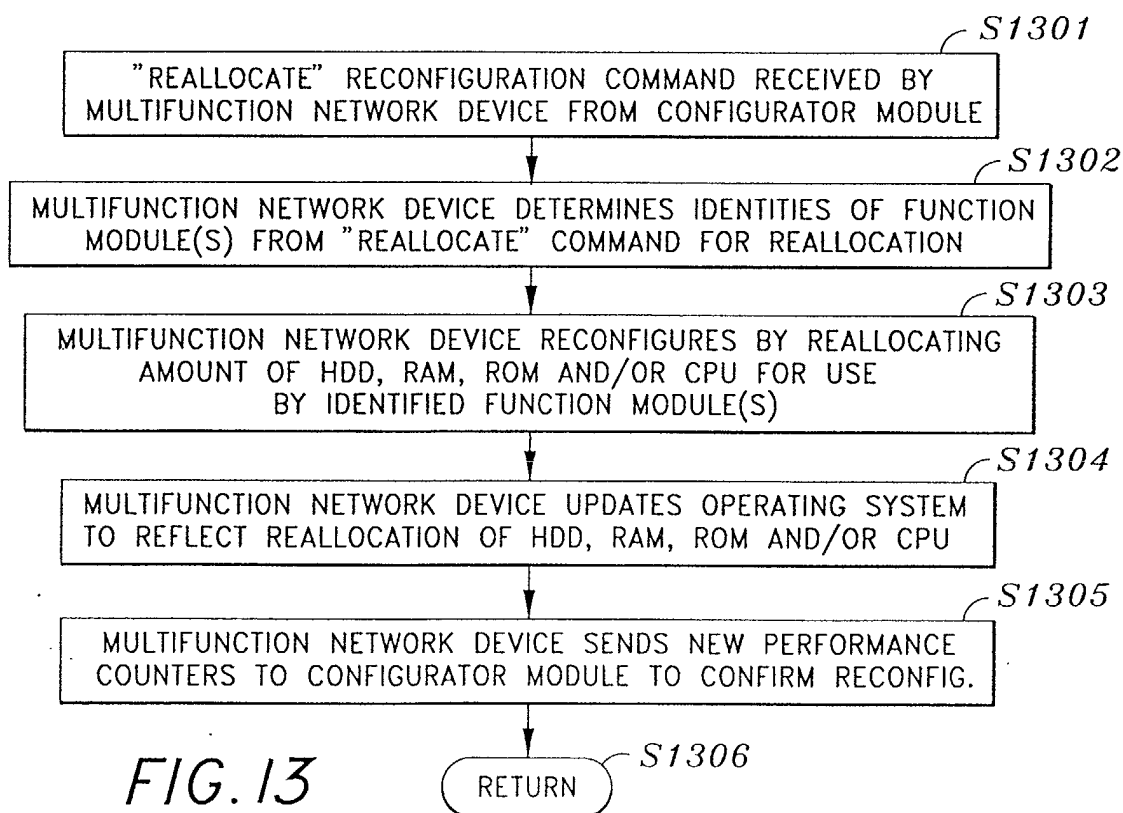 S1301
"REALLOCATE" RECONFIGURATION COMMAND RECEIVED BY
MULTIFUNCTION NETWORK DEVICE FROM CONFIGURATOR MODULE
S1302
MULTIFUNCTION NETWORK DEVICE DETERMINES IDENTITIES OF FUNCTION
MODULE(S) FROM "REALLOCATE" COMMAND FOR REALLOCATION
S1303
MULTIFUNCTION NETWORK DEVICE RECONFIGURES BY REALLOCATING
AMOUNT OF HDD, RAM, ROM AND/OR CPU FOR USE
BY IDENTIFIED FUNCTION MODULE(S)
S1304
MULTIFUNCTION NETWORK DEVICE UPDATES OPERATING SYSTEM
TO REFLECT REALLOCATION OF HDD, RAM, ROM AND/OR CPU
S1305
MULTIFUNCTION NETWORK DEVICE SENDS NEW PERFORMANCE
COUNTERS TO CONFIGURATOR MODULE TO CONFIRM RECONFIG.
S1306
RETURN
FIG. 13